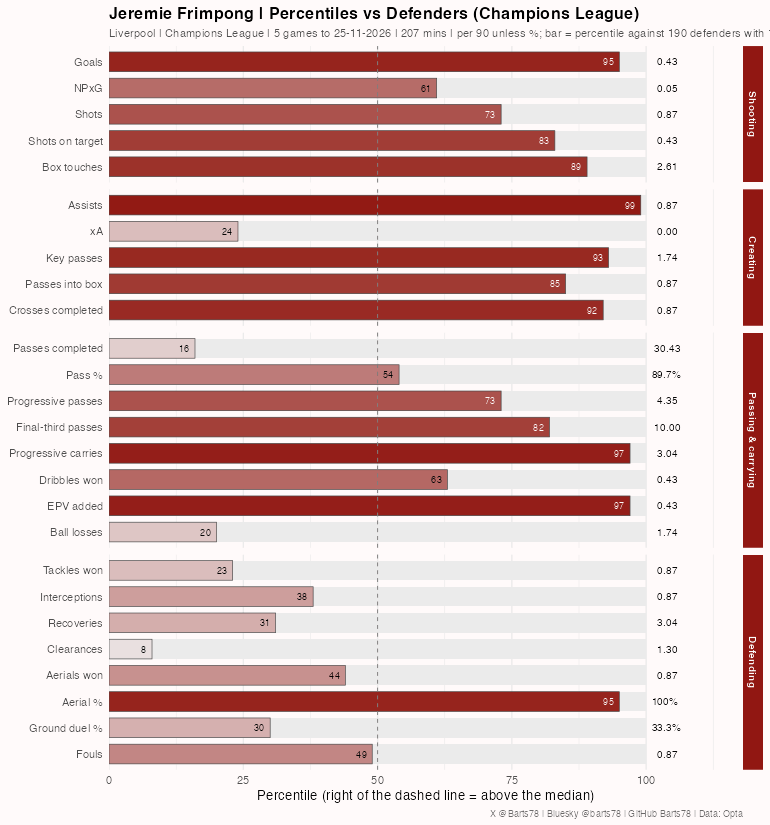 Jeremie Frimpong | Percentiles vs Defenders (Champions League)
Liverpool | Champions League | 5 games to 25-11-2026 | 207 mins | per 90 unless %; bar = percentile against 190 defenders with
Goals 95 0.43
NPxG 61 0.05
Shots 73 0.87
Shots on target 83 0.43
Box touches 89 2.61
Shooting
Assists 99 0.87
xA 24 0.00
Key passes 93 1.74
Passes into box 85 0.87
Crosses completed 92 0.87
Creating
Passes completed 16 30.43
Pass % 54 89.7%
Progressive passes 73 4.35
Final-third passes 82 10.00
Progressive carries 97 3.04
Dribbles won 63 0.43
EPV added 97 0.43
Ball losses 20 1.74
Passing & carrying
Tackles won 23 0.87
Interceptions 38 0.87
Recoveries 31 3.04
Clearances 8 1.30
Aerials won 44 0.87
Aerial % 95 100%
Ground duel % 30 33.3%
Fouls 49 0.87
Defending
0 25 50 75 100
Percentile (right of the dashed line = above the median)
X @Barts78 | Bluesky @barts78 | GitHub Barts78 | Data: Opta